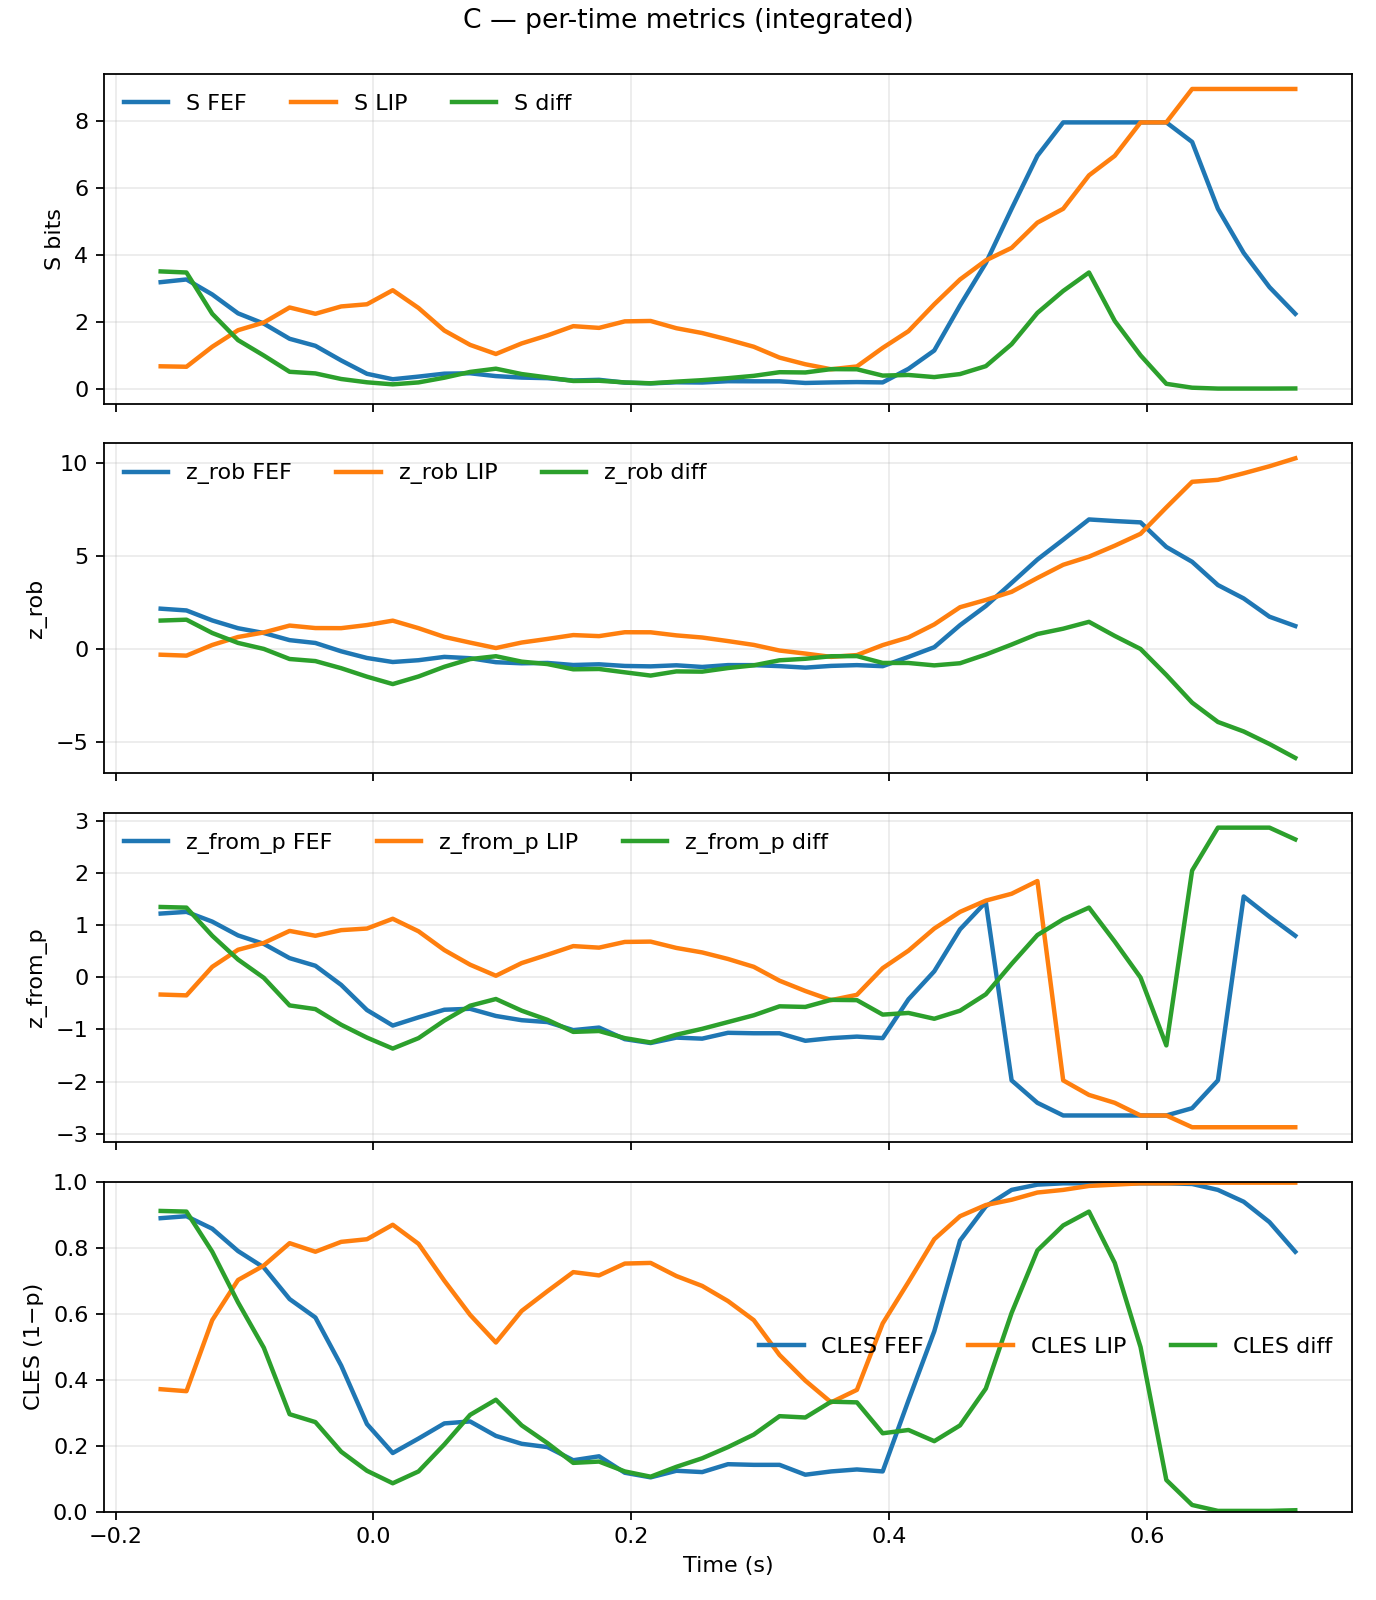 C — per-time metrics (integrated)
S FEF S LIP S diff
8
6
4
2
0
S bits
z_rob FEF z_rob LIP z_rob diff
10
5
0
−5
z_rob
z_from_p FEF z_from_p LIP z_from_p diff
3
2
1
0
−1
−2
−3
z_from_p
1.0
0.8
0.6
0.4
0.2
0.0
CLES (1−p)
CLES FEF CLES LIP CLES diff
−0.2 0.0 0.2 0.4 0.6
Time (s)